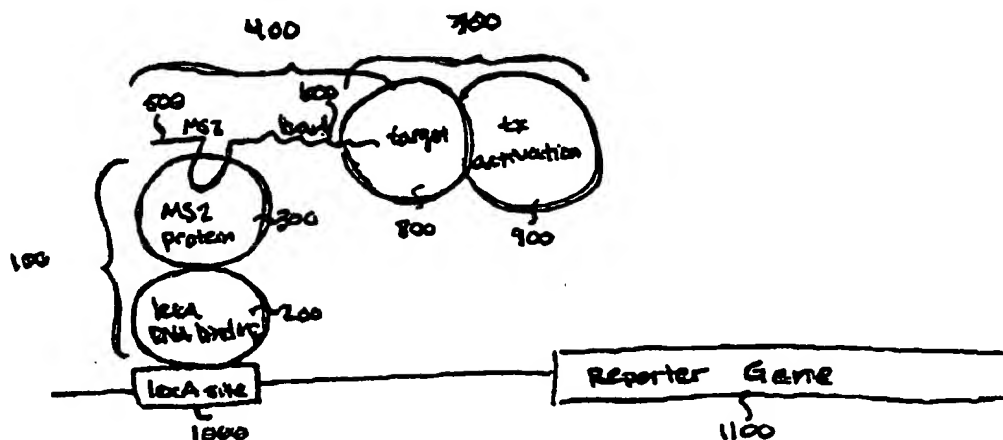 400
700
500
MS2
600
bait
target
tx
activation
MS2
protein
300
800
900
100
lexA
DNA binder
200
lexA site
1000
Reporter Gene
1100